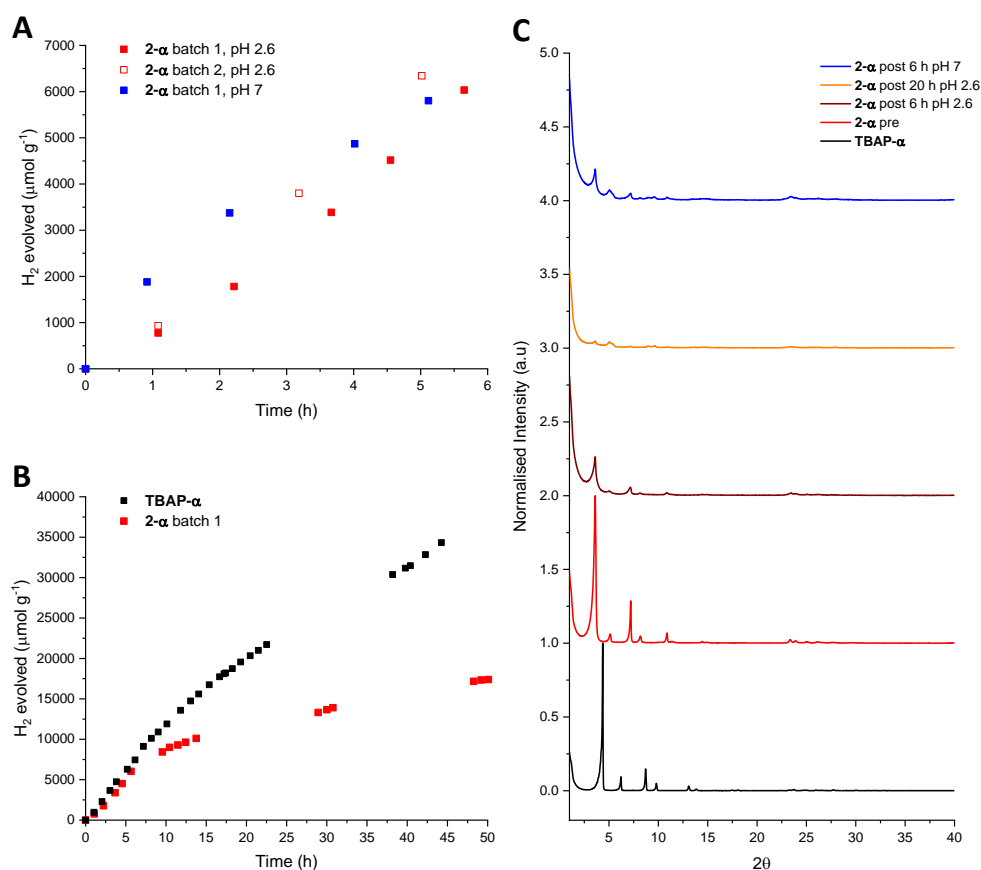 A
2-α batch 1, pH 2.6
2-α batch 2, pH 2.6
2-α batch 1, pH 7
7000
6000
5000
4000
3000
2000
1000
0
H2 evolved (μmol g-1)
0 1 2 3 4 5 6
Time (h)
B
TBAP-α
2-α batch 1
40000
35000
30000
25000
20000
15000
10000
5000
0
H2 evolved (μmol g-1)
0 5 10 15 20 25 30 35 40 45 50
Time (h)
C
2-α post 6 h pH 7
2-α post 20 h pH 2.6
2-α post 6 h pH 2.6
2-α pre
TBAP-α
5.0
4.5
4.0
3.5
3.0
2.5
2.0
1.5
1.0
0.5
0.0
Normalised Intensity (a.u)
5 10 15 20 25 30 35 40
2θ